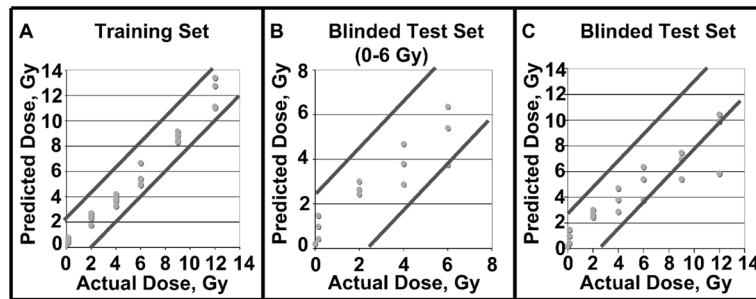 A
Training Set
Predicted Dose, Gy
14
12
10
8
6
4
2
0
0 2 4 6 8 10 12 14
Actual Dose, Gy
B
Blinded Test Set
(0-6 Gy)
Predicted Dose, Gy
8
6
4
2
0
0 2 4 6 8
Actual Dose, Gy
C
Blinded Test Set
Predicted Dose, Gy
14
12
10
8
6
4
2
0
0 2 4 6 8 10 12 14
Actual Dose, Gy